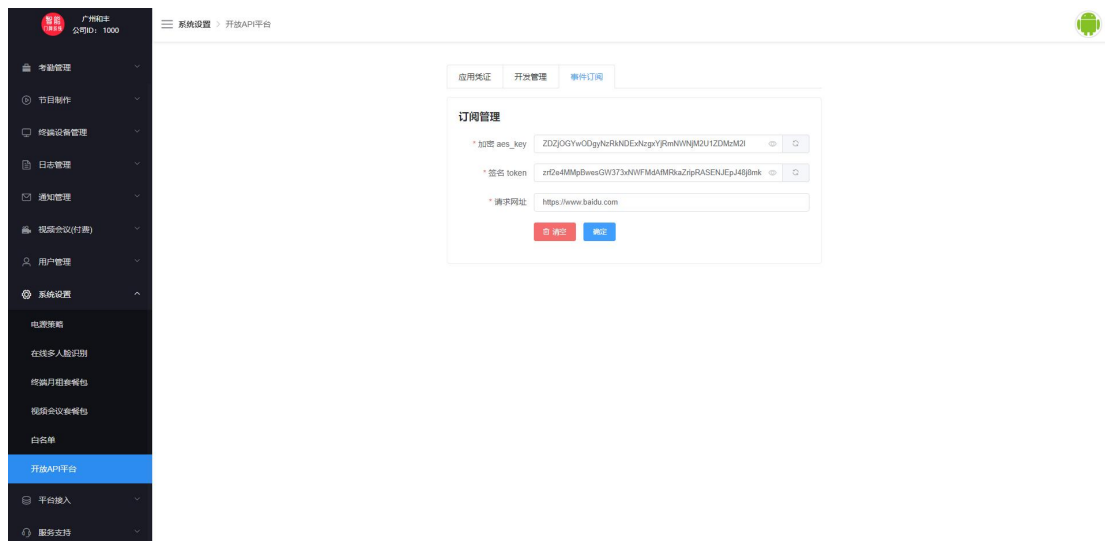 智能
门禁系统
广州和丰
公司ID: 1000
系统设置 > 开放API平台
考勤管理
节目制作
终端设备管理
日志管理
通知管理
视频会议(付费)
用户管理
系统设置
电源策略
在线多人脸识别
终端月租套餐包
视频会议套餐包
白名单
开放API平台
平台接入
服务支持
应用凭证 开发管理 事件订阅
订阅管理
* 加密 aes_key ZDZjOGYwODgyNzRkNDExNzgxYjRmNWNjM2U1ZDMzM2I
* 签名 token zrf2e4MMpBwesGW373xNWFMdAfMRkaZripRASENJEpJ48j8mk
* 请求网址 https://www.baidu.com
清空 确定